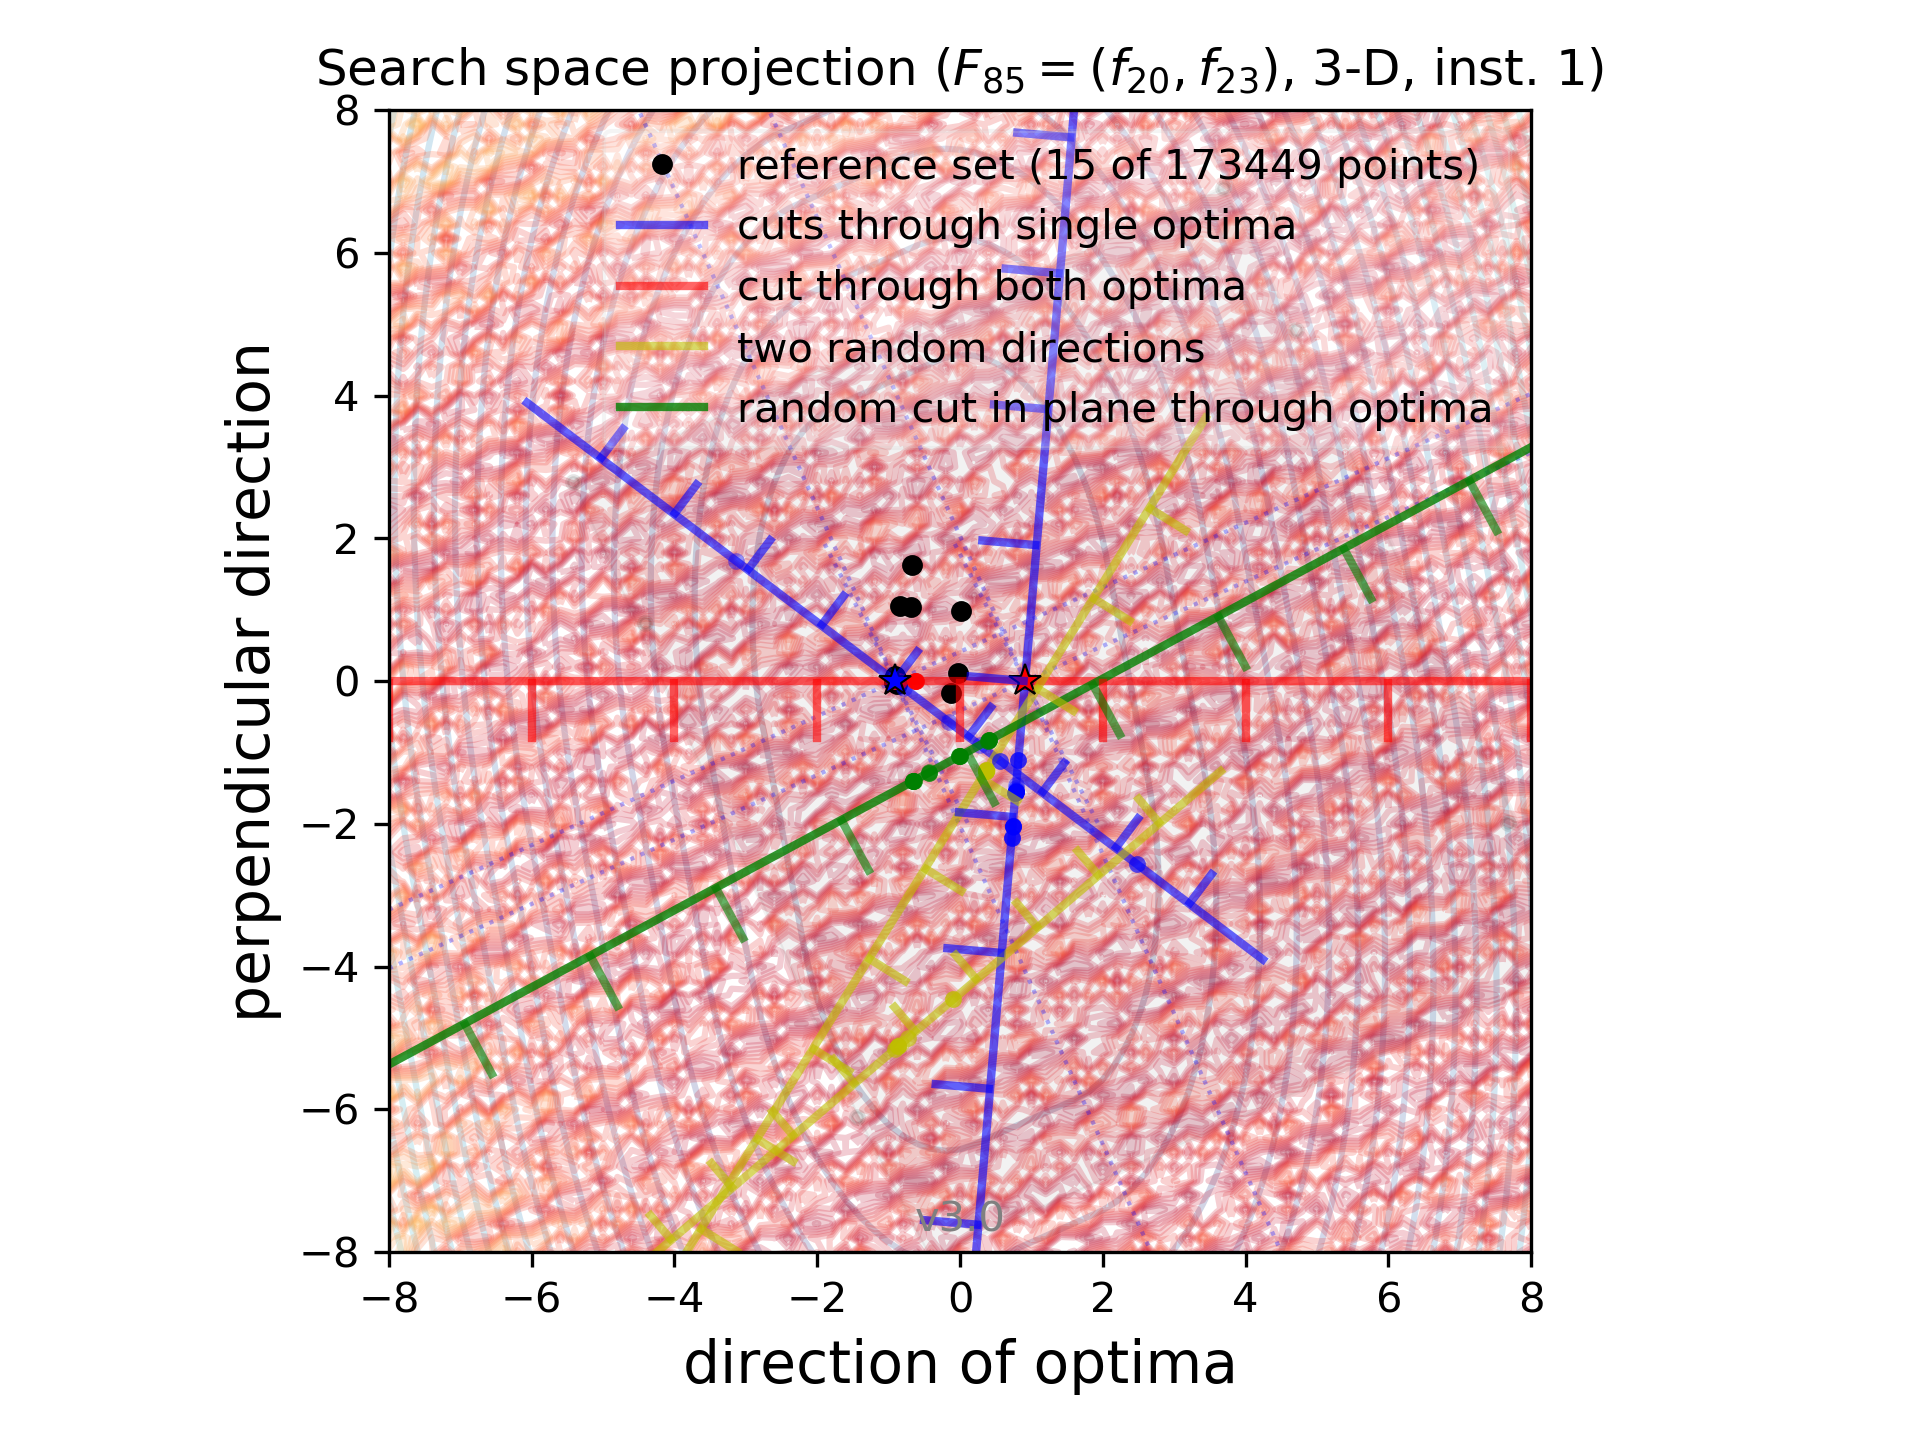 Search space projection (F85 = (f20, f23), 3-D, inst. 1)
8
6
4
2
0
−2
−4
−6
−8
perpendicular direction
reference set (15 of 173449 points)
cuts through single optima
cut through both optima
two random directions
random cut in plane through optima
v3.0
−8 −6 −4 −2 0 2 4 6 8
direction of optima